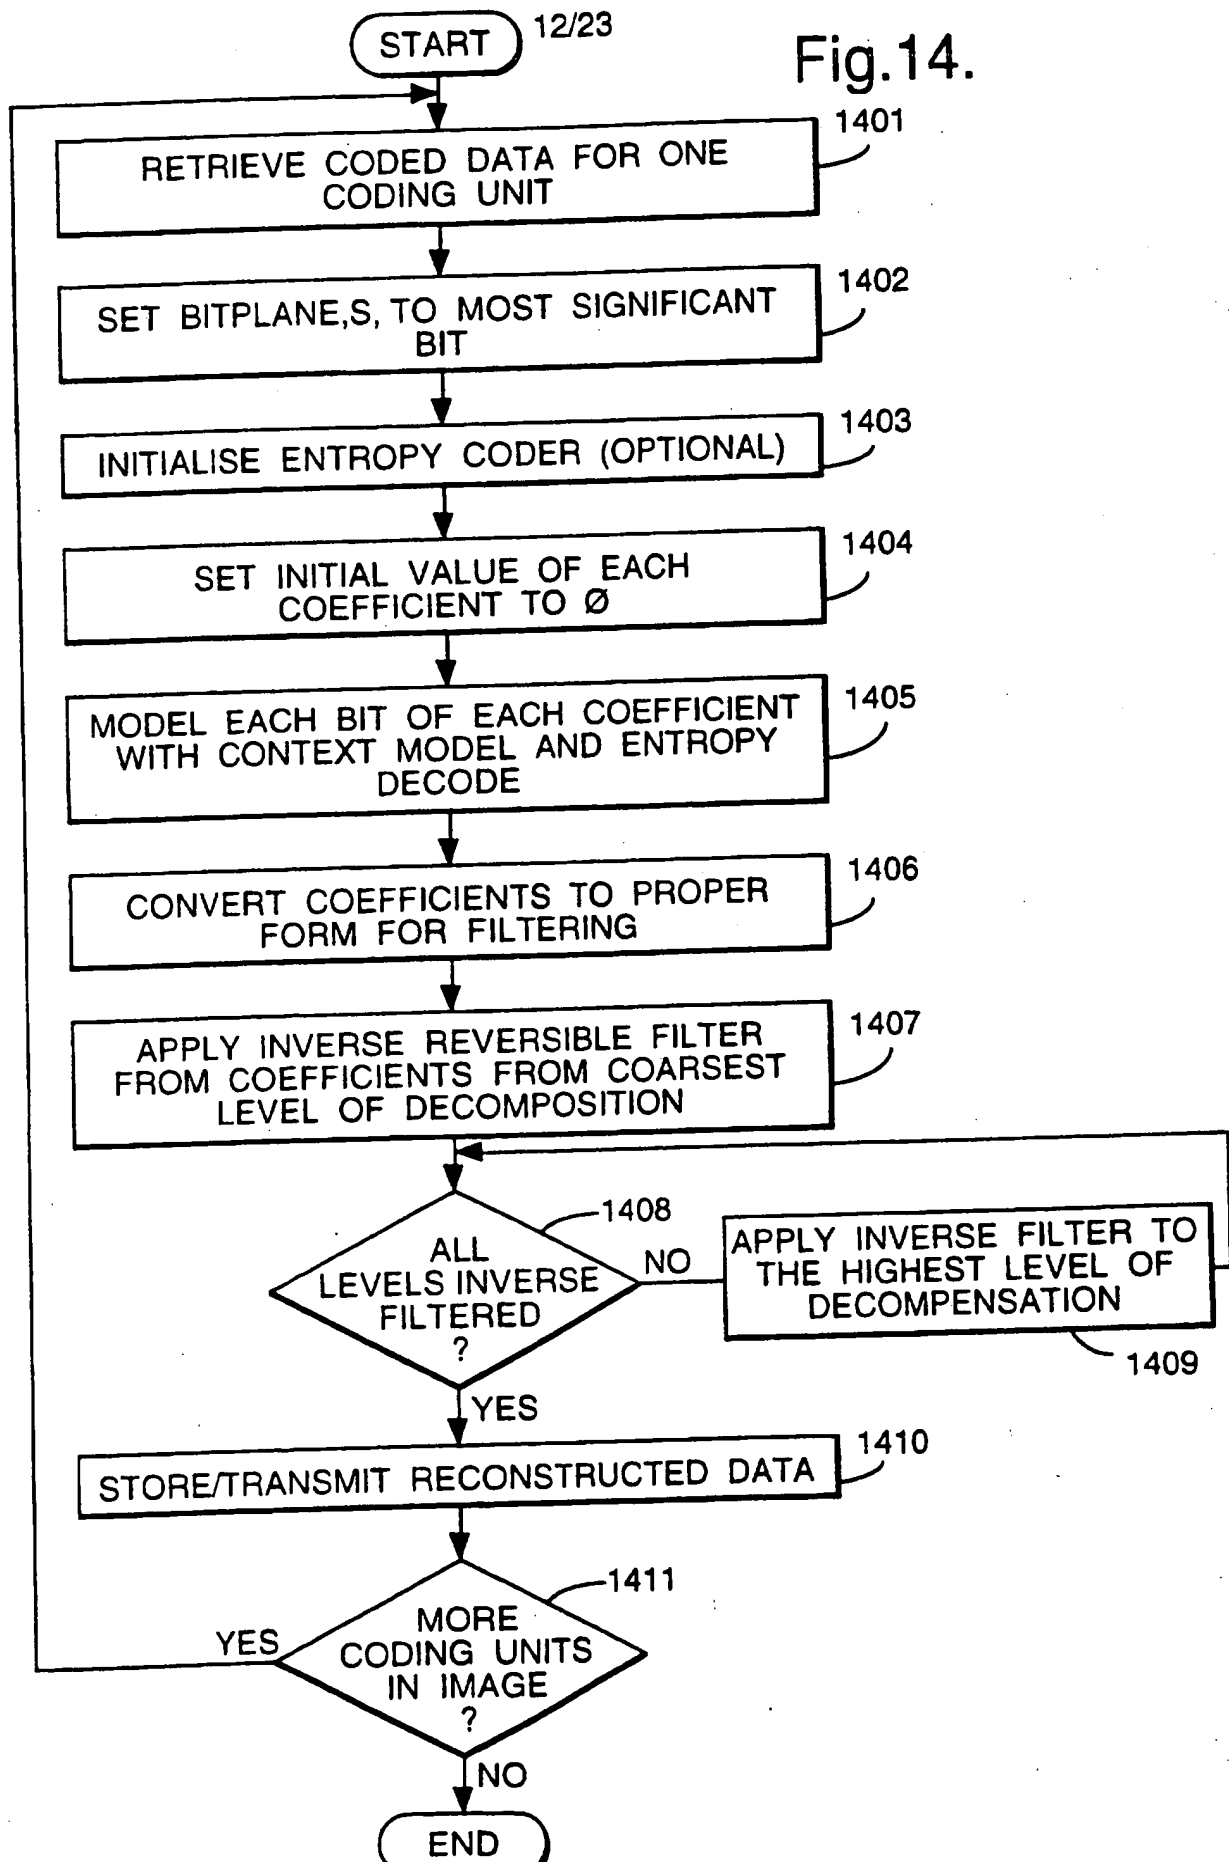 START
12/23
Fig.14.
1401
RETRIEVE CODED DATA FOR ONE
CODING UNIT
1402
SET BITPLANE,S, TO MOST SIGNIFICANT
BIT
1403
INITIALISE ENTROPY CODER (OPTIONAL)
1404
SET INITIAL VALUE OF EACH
COEFFICIENT TO Ø
1405
MODEL EACH BIT OF EACH COEFFICIENT
WITH CONTEXT MODEL AND ENTROPY
DECODE
1406
CONVERT COEFFICIENTS TO PROPER
FORM FOR FILTERING
1407
APPLY INVERSE REVERSIBLE FILTER
FROM COEFFICIENTS FROM COARSEST
LEVEL OF DECOMPOSITION
1408
ALL
LEVELS INVERSE
FILTERED
?
NO
APPLY INVERSE FILTER TO
THE HIGHEST LEVEL OF
DECOMPENSATION
1409
YES
1410
STORE/TRANSMIT RECONSTRUCTED DATA
1411
MORE
CODING UNITS
IN IMAGE
?
YES
NO
END